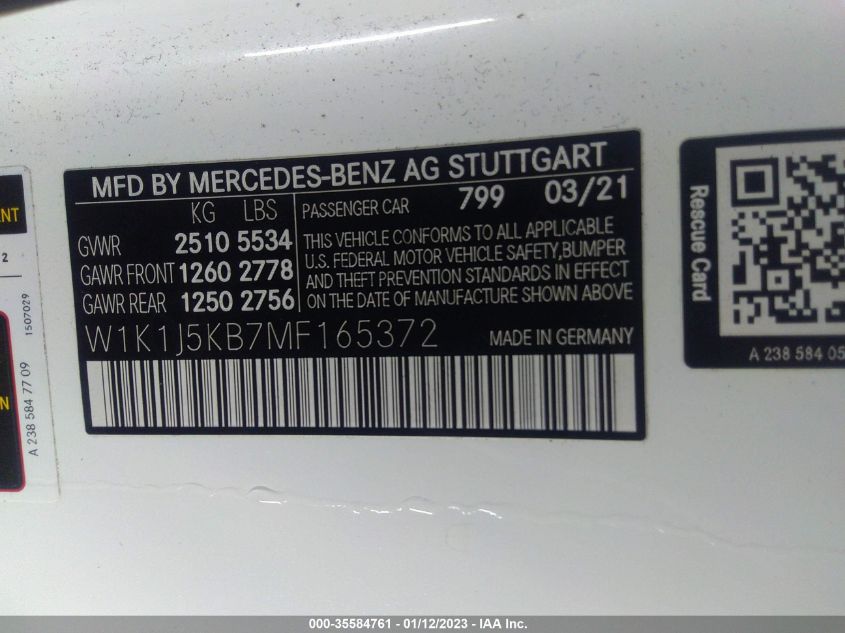 MFD BY MERCEDES-BENZ AG STUTTGART
KG LBS
GVWR 2510 5534
GAWR FRONT 1260 2778
GAWR REAR 1250 2756
PASSENGER CAR 799 03/21
THIS VEHICLE CONFORMS TO ALL APPLICABLE
U.S. FEDERAL MOTOR VEHICLE SAFETY,BUMPER
AND THEFT PREVENTION STANDARDS IN EFFECT
ON THE DATE OF MANUFACTURE SHOWN ABOVE
W1K1J5KB7MF165372
MADE IN GERMANY
2
1507029
A 238 584 77 09
Rescue Card
A 238 584 05
000-35584761 - 01/12/2023 - IAA Inc.